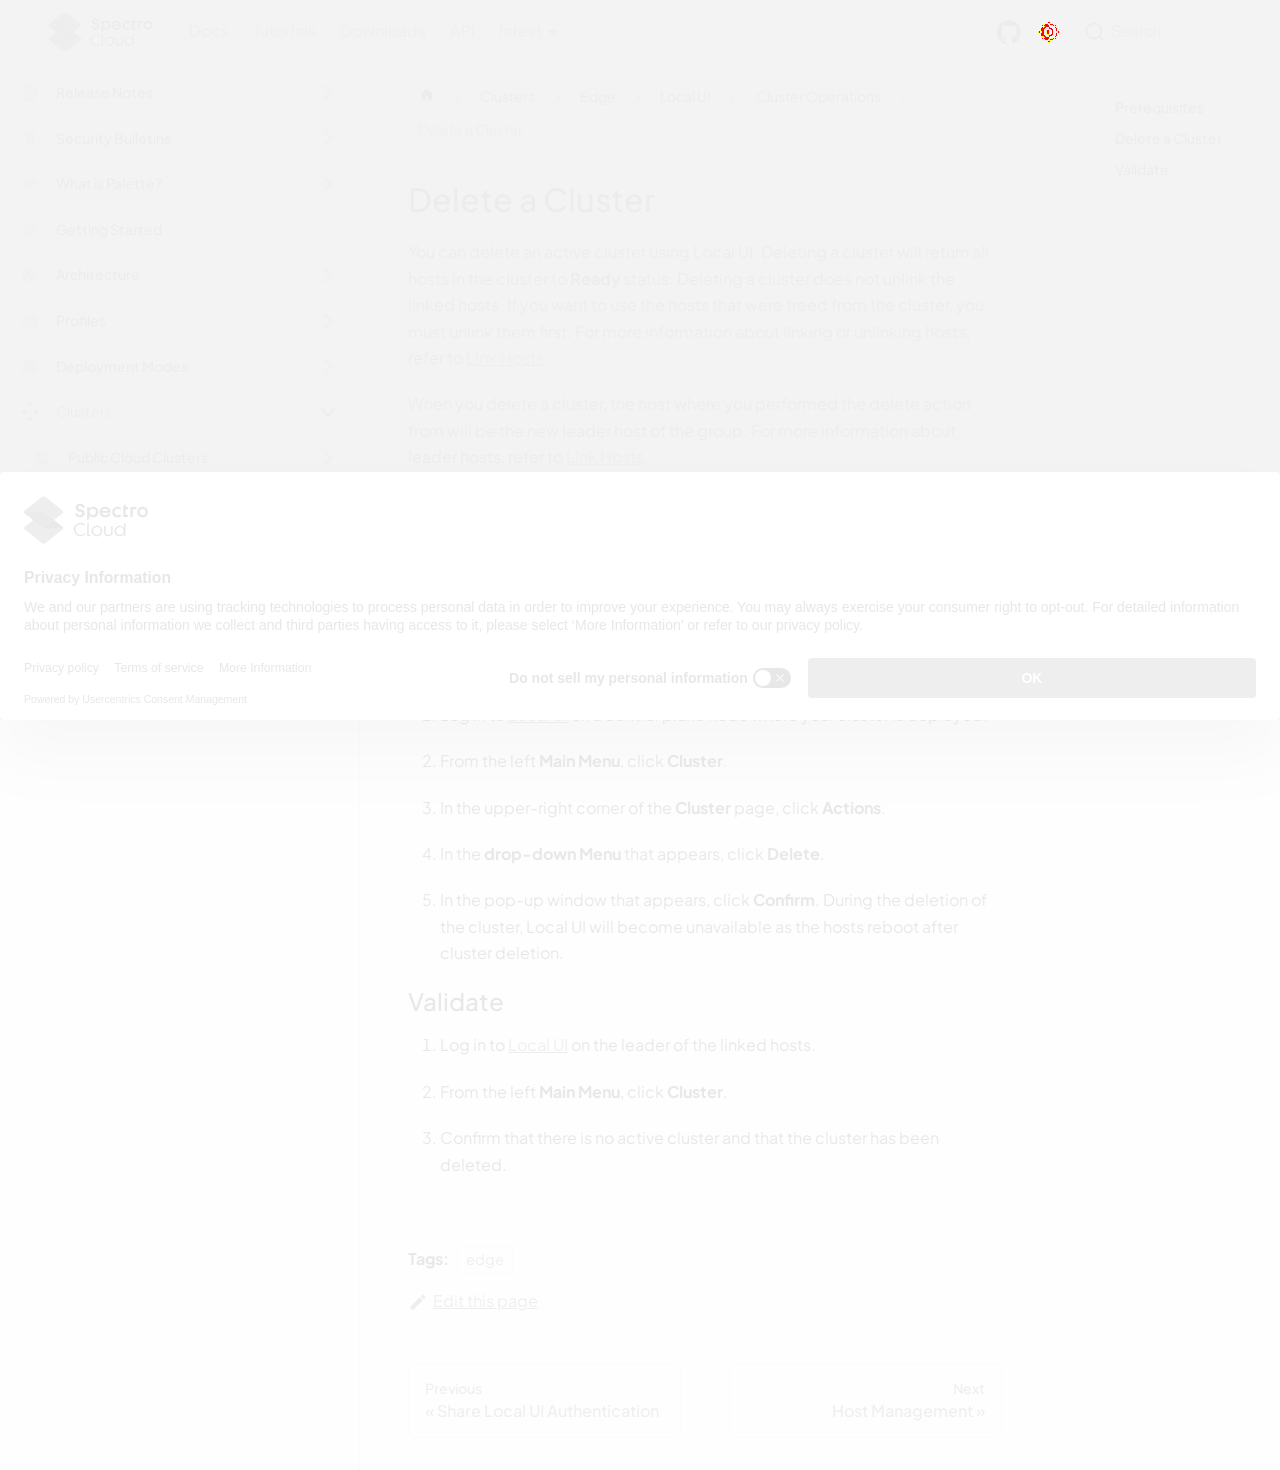 Spectro
Cloud
Docs
Tutorials
Downloads
API
latest
Search
Release Notes
Security Bulletins
What is Palette?
Getting Started
Architecture
Profiles
Deployment Modes
Clusters
Public Cloud Clusters
Clusters
Edge
Local UI
Cluster Operations
Delete a Cluster
Prerequisites
Delete a Cluster
Validate
Delete a Cluster
You can delete an active cluster using Local UI. Deleting a cluster will return all
hosts in the cluster to Ready status. Deleting a cluster does not unlink the
linked hosts. If you want to use the hosts that were freed from the cluster, you
must unlink them first. For more information about linking or unlinking hosts,
refer to Link Hosts.
When you delete a cluster, the host where you performed the delete action
from will be the new leader host of the group. For more information about
leader hosts, refer to Link Hosts.
Spectro
Cloud
Privacy Information
We and our partners are using tracking technologies to process personal data in order to improve your experience. You may always exercise your consumer right to opt-out. For detailed information
about personal information we collect and third parties having access to it, please select 'More Information' or refer to our privacy policy.
Privacy policy
Terms of service
More Information
Do not sell my personal information
OK
Powered by Usercentrics Consent Management
2. From the left Main Menu, click Cluster.
3. In the upper-right corner of the Cluster page, click Actions.
4. In the drop-down Menu that appears, click Delete.
5. In the pop-up window that appears, click Confirm. During the deletion of
the cluster, Local UI will become unavailable as the hosts reboot after
cluster deletion.
Validate
1. Log in to Local UI on the leader of the linked hosts.
2. From the left Main Menu, click Cluster.
3. Confirm that there is no active cluster and that the cluster has been
deleted.
Tags: edge
Edit this page
Previous
« Share Local UI Authentication
Next
Host Management »